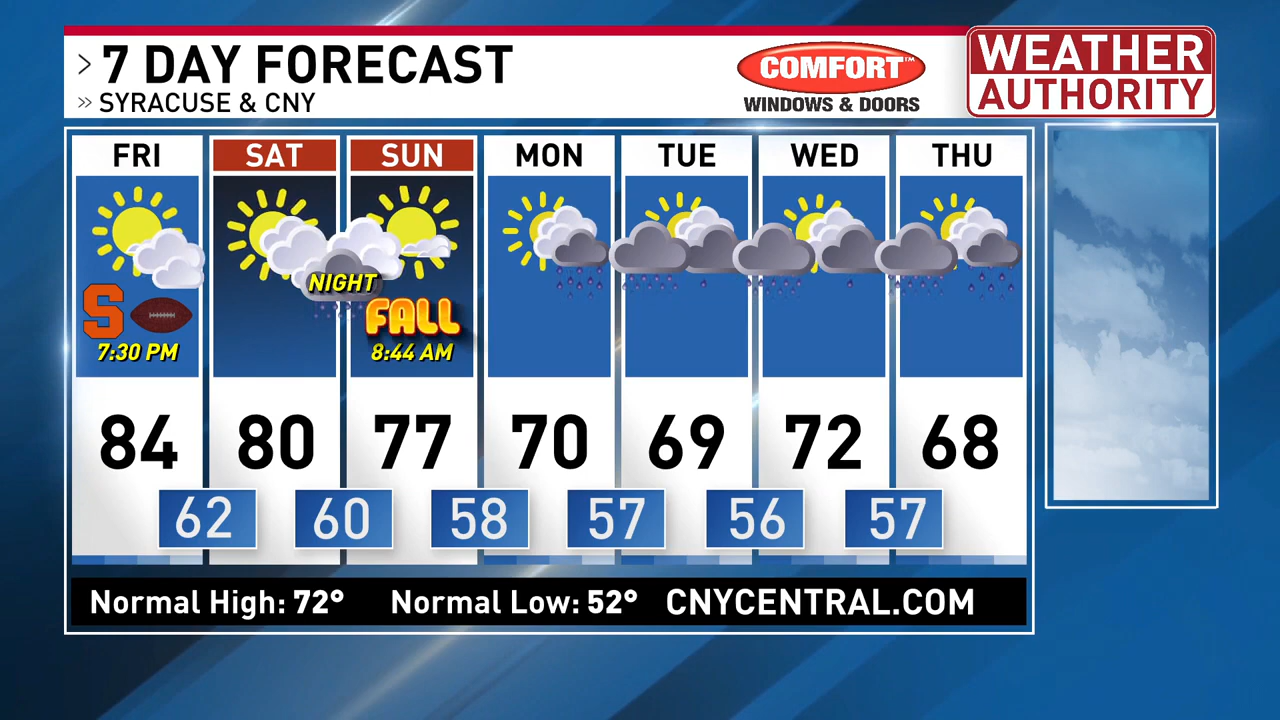 > 7 DAY FORECAST
» SYRACUSE & CNY
COMFORT™
WINDOWS & DOORS
WEATHER
AUTHORITY
FRI SAT SUN MON TUE WED THU
NIGHT
S FALL
7:30 PM 8:44 AM
84 80 77 70 69 72 68
62 60 58 57 56 57
Normal High: 72° Normal Low: 52° CNYCENTRAL.COM